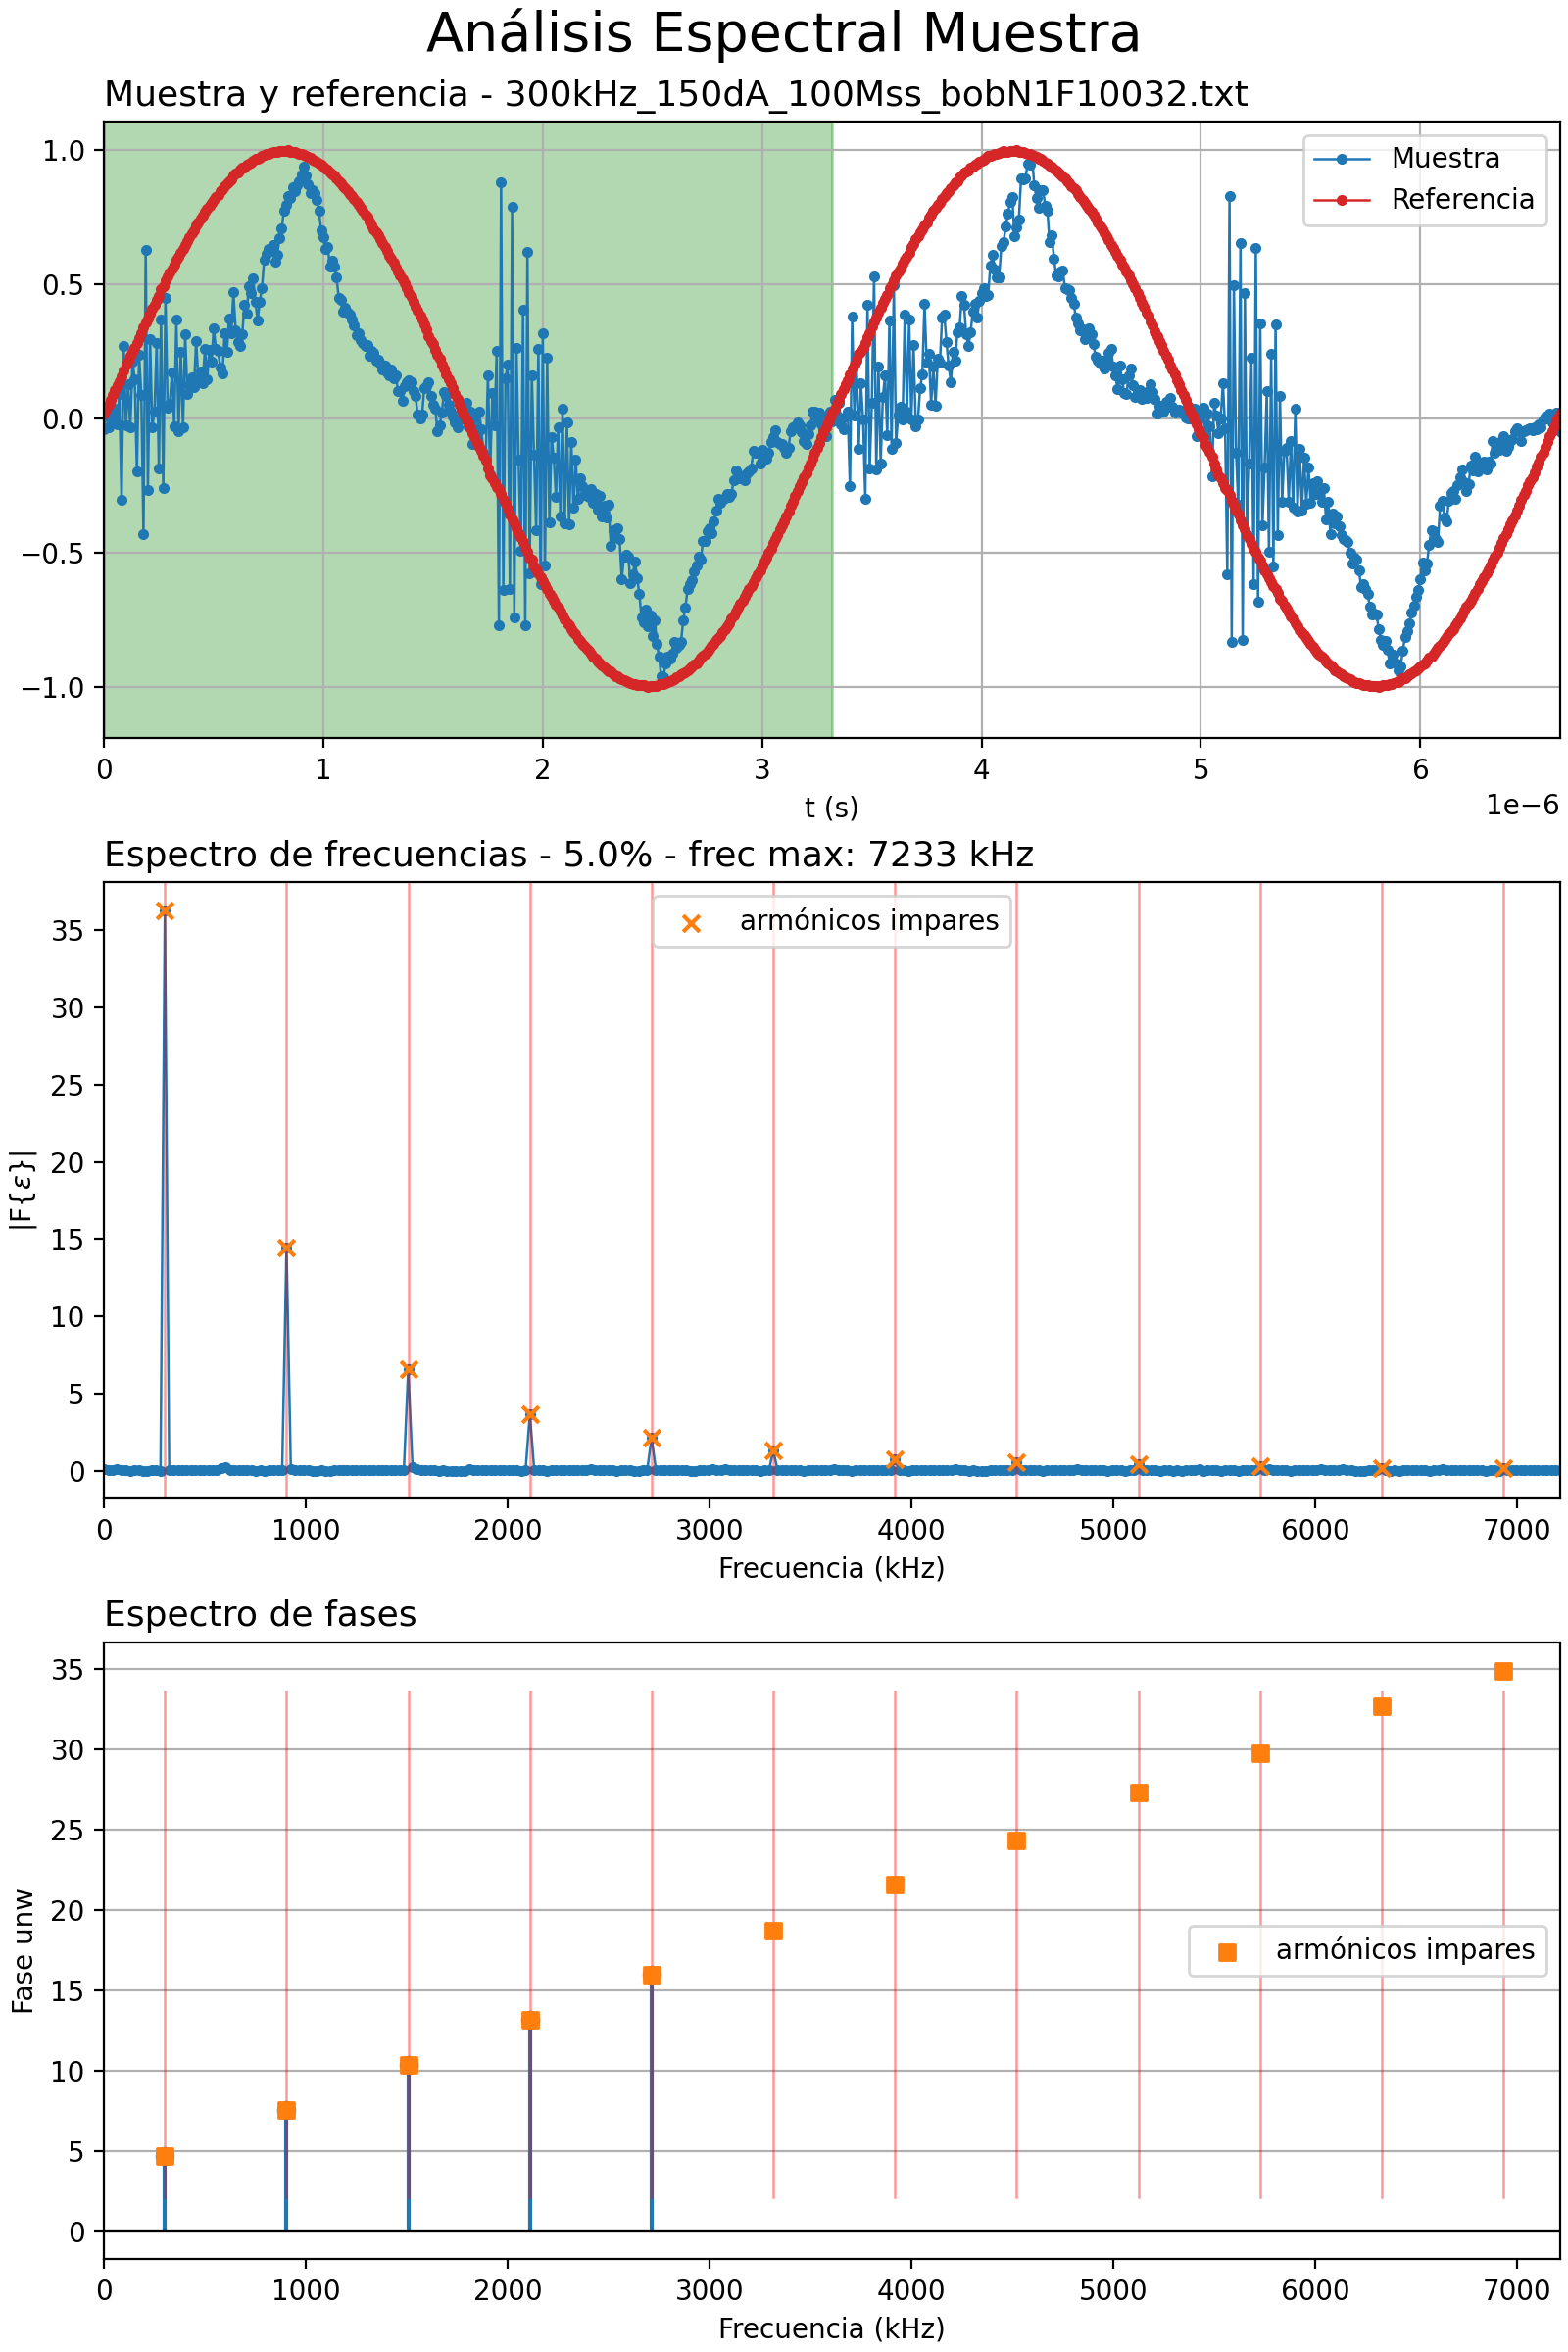 Análisis Espectral Muestra
Muestra y referencia - 300kHz_150dA_100Mss_bobN1F10032.txt
1.0
0.5
0.0
−0.5
−1.0
Muestra
Referencia
0 1 2 3 4 5 6
t (s)
1e−6
Espectro de frecuencias - 5.0% - frec max: 7233 kHz
|F{ε}|
35
30
25
20
15
10
5
0
armónicos impares
0 1000 2000 3000 4000 5000 6000 7000
Frecuencia (kHz)
Espectro de fases
Fase unw
35
30
25
20
15
10
5
0
armónicos impares
0 1000 2000 3000 4000 5000 6000 7000
Frecuencia (kHz)